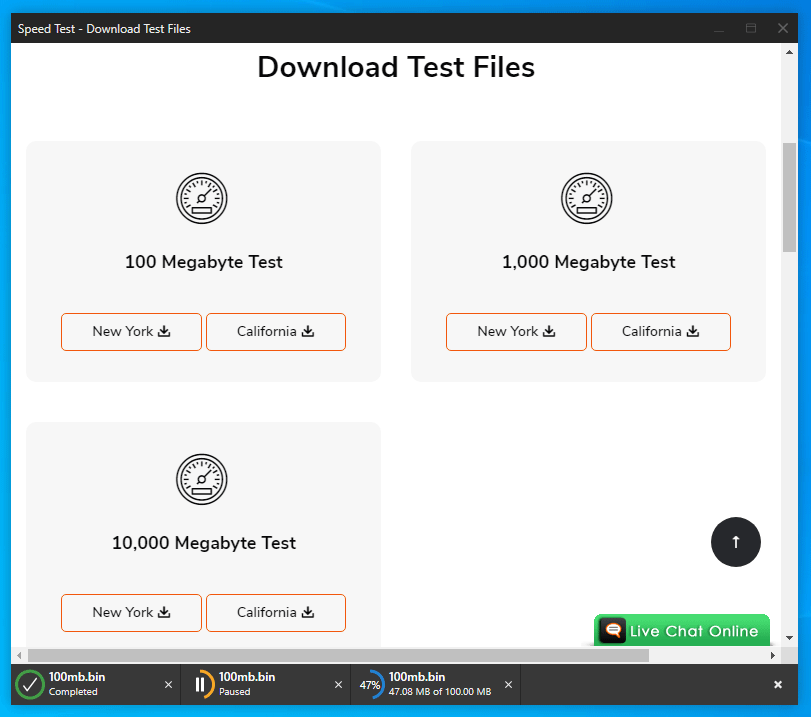 Speed Test - Download Test Files
Download Test Files
100 Megabyte Test
New York
California
1,000 Megabyte Test
New York
California
10,000 Megabyte Test
New York
California
Live Chat Online
100mb.bin
Completed
100mb.bin
Paused
47%
100mb.bin
47.08 MB of 100.00 MB